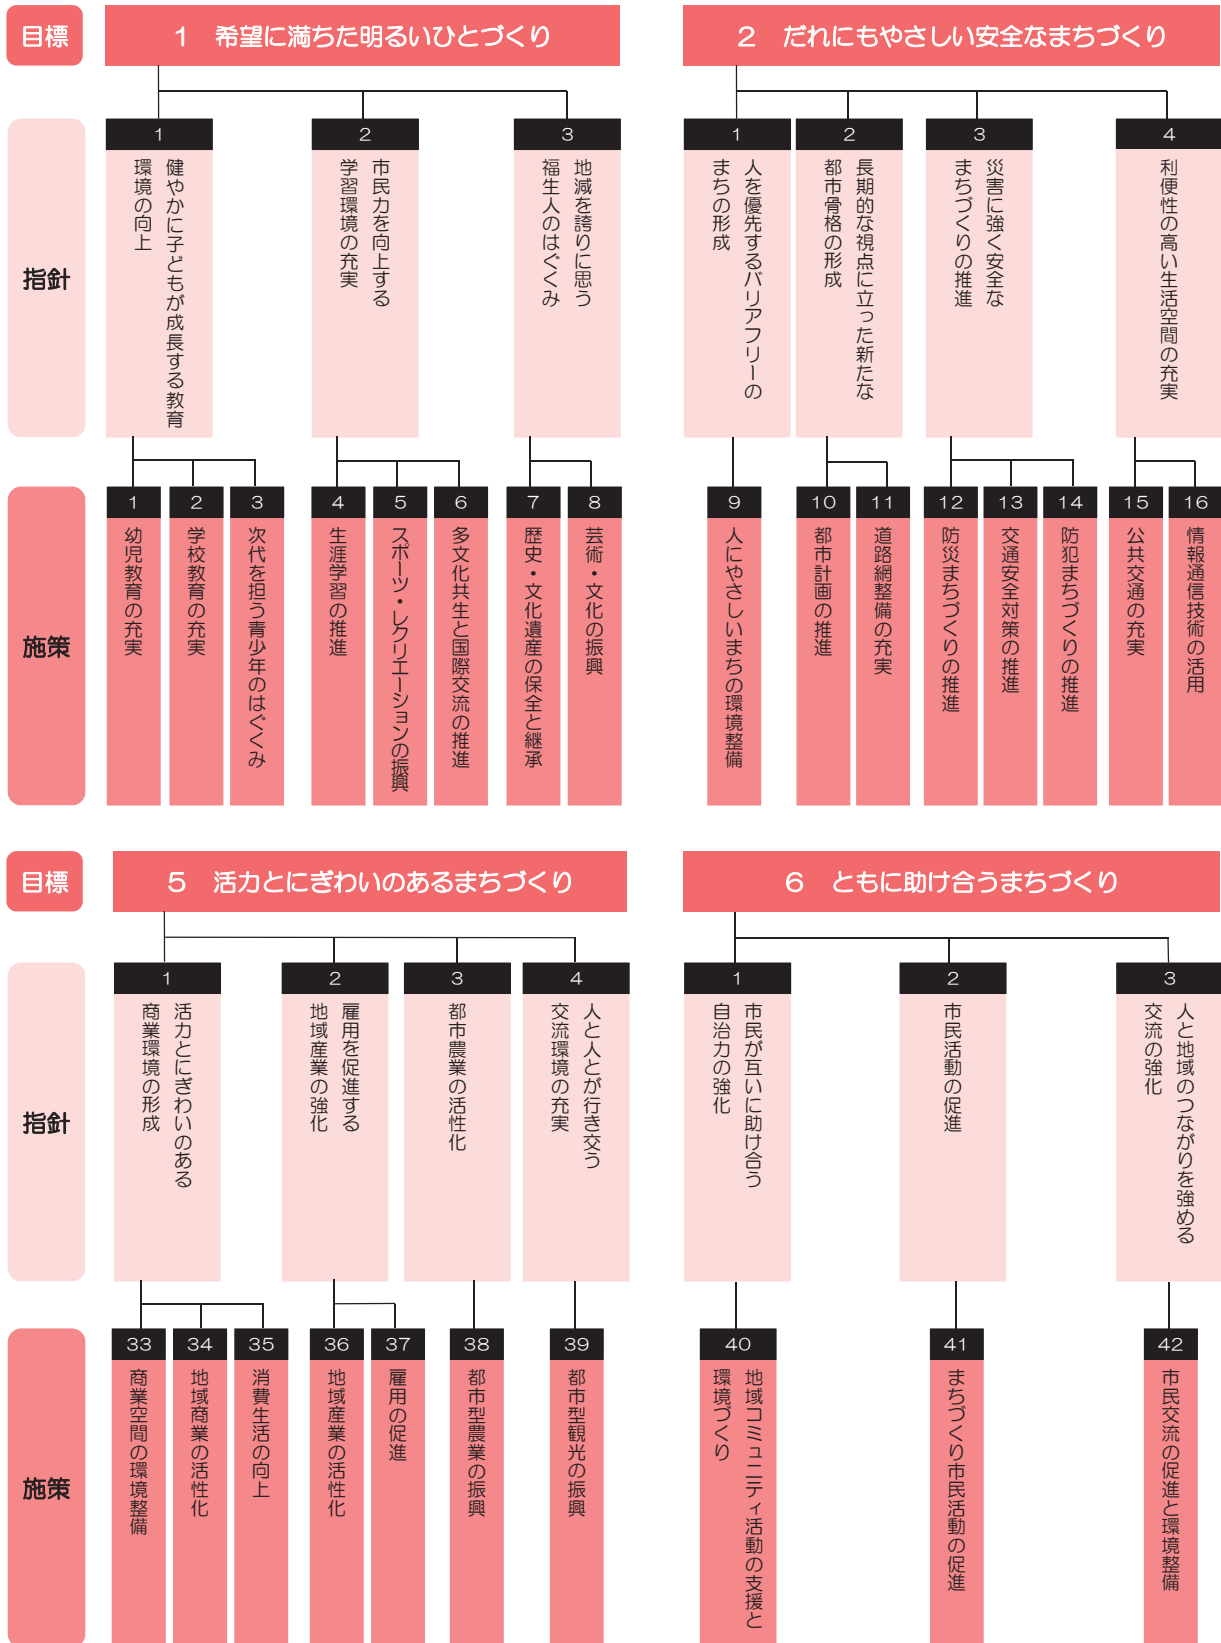 目標
1 希望に満ちた明るいひとづくり
2 だれにもやさしい安全なまちづくり
指針
1
健やかに子どもが成長する教育
環境の向上
2
市民力を向上する
学習環境の充実
3
地減を誇りに思う
福生人のはぐくみ
1
人を優先するバリアフリーの
まちの形成
2
長期的な視点に立った新たな
都市骨格の形成
3
災害に強く安全な
まちづくりの推進
4
利便性の高い生活空間の充実
施策
1
幼児教育の充実
2
学校教育の充実
3
次代を担う青少年のはぐくみ
4
生涯学習の推進
5
スポーツ・レクリエーションの振興
6
多文化共生と国際交流の推進
7
歴史・文化遺産の保全と継承
8
芸術・文化の振興
9
人にやさしいまちの環境整備
10
都市計画の推進
11
道路網整備の充実
12
防災まちづくりの推進
13
交通安全対策の推進
14
防犯まちづくりの推進
15
公共交通の充実
16
情報通信技術の活用
目標
5 活力とにぎわいのあるまちづくり
6 ともに助け合うまちづくり
指針
1
活力とにぎわいのある
商業環境の形成
2
雇用を促進する
地域産業の強化
3
都市農業の活性化
4
人と人とが行き交う
交流環境の充実
1
市民が互いに助け合う
自治力の強化
2
市民活動の促進
3
人と地域のつながりを強める
交流の強化
施策
33
商業空間の環境整備
34
地域商業の活性化
35
消費生活の向上
36
地域産業の活性化
37
雇用の促進
38
都市型農業の振興
39
都市型観光の振興
40
地域コミュニティ活動の支援と
環境づくり
41
まちづくり市民活動の促進
42
市民交流の促進と環境整備